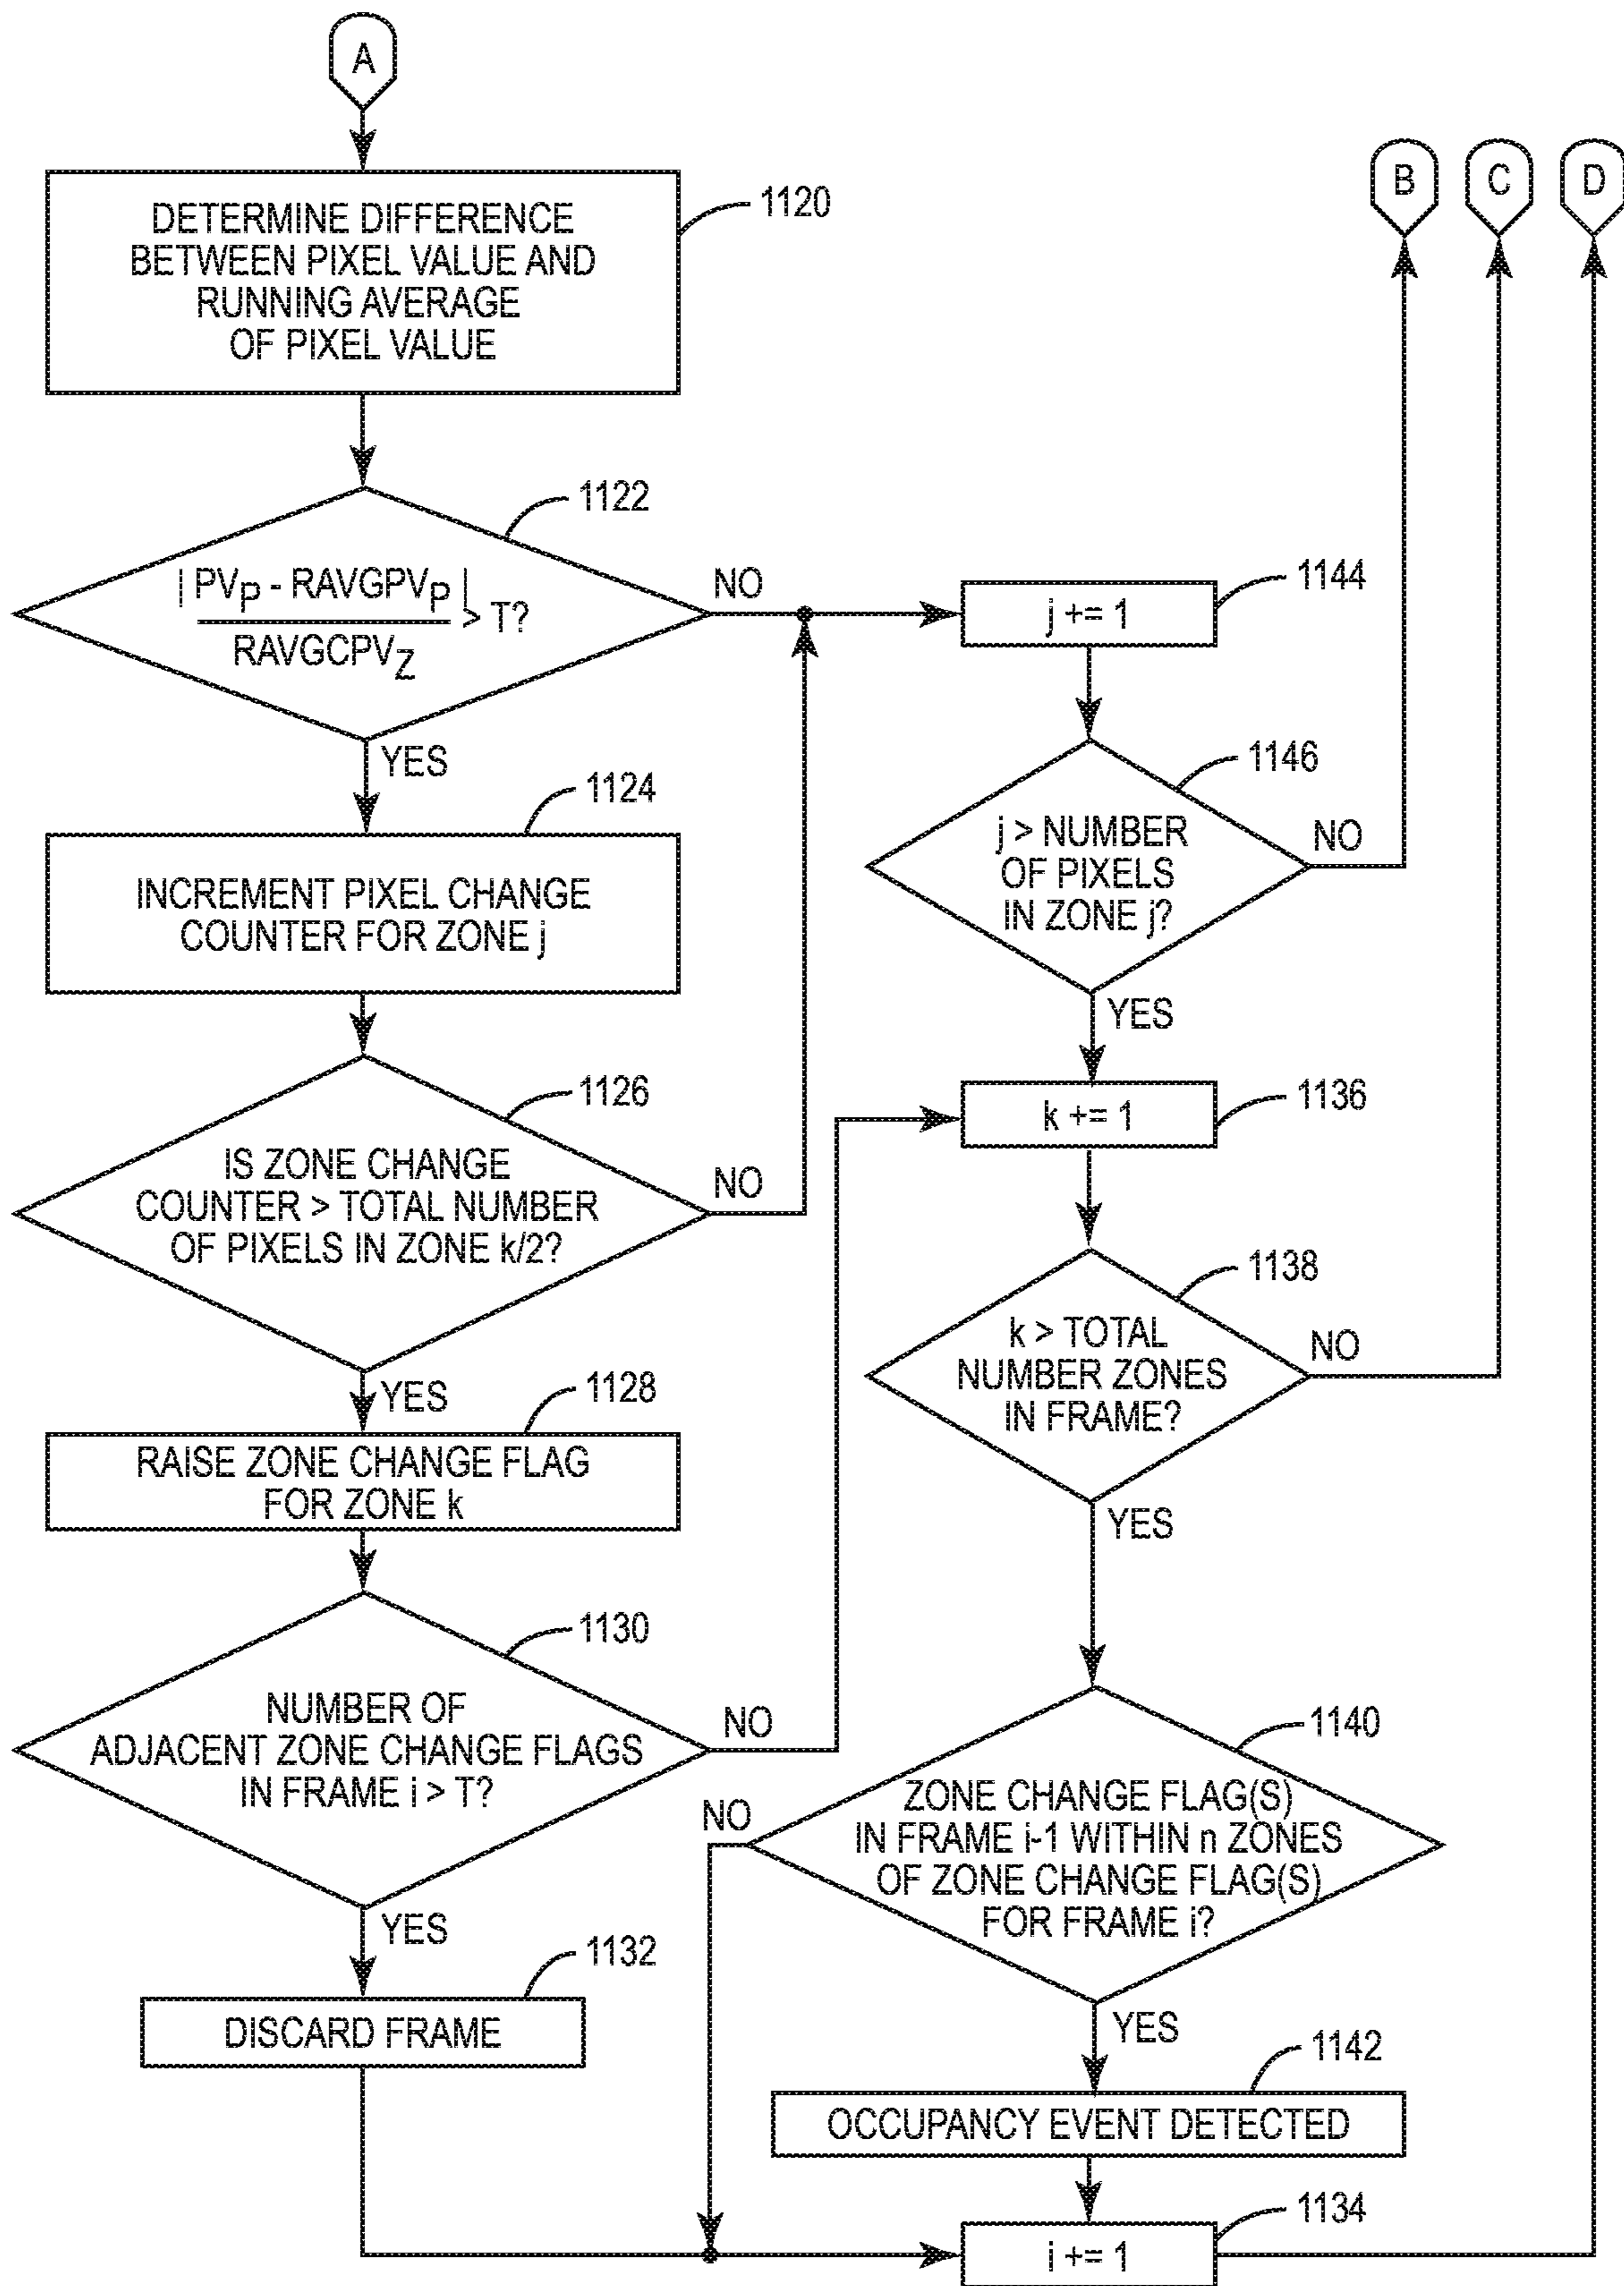 A
B
C
D
DETERMINE DIFFERENCE
BETWEEN PIXEL VALUE AND
RUNNING AVERAGE
OF PIXEL VALUE
1120
1122
| PVP - RAVGPVP |
RAVGCPVZ
> T?
NO
YES
1144
j += 1
1124
INCREMENT PIXEL CHANGE
COUNTER FOR ZONE j
1146
j > NUMBER
OF PIXELS
IN ZONE j?
NO
YES
1126
IS ZONE CHANGE
COUNTER > TOTAL NUMBER
OF PIXELS IN ZONE k/2?
NO
YES
1136
k += 1
1128
RAISE ZONE CHANGE FLAG
FOR ZONE k
1138
k > TOTAL
NUMBER ZONES
IN FRAME?
NO
YES
1130
NUMBER OF
ADJACENT ZONE CHANGE FLAGS
IN FRAME i > T?
NO
YES
1140
ZONE CHANGE FLAG(S)
IN FRAME i-1 WITHIN n ZONES
OF ZONE CHANGE FLAG(S)
FOR FRAME i?
NO
YES
1132
DISCARD FRAME
1142
OCCUPANCY EVENT DETECTED
1134
i += 1